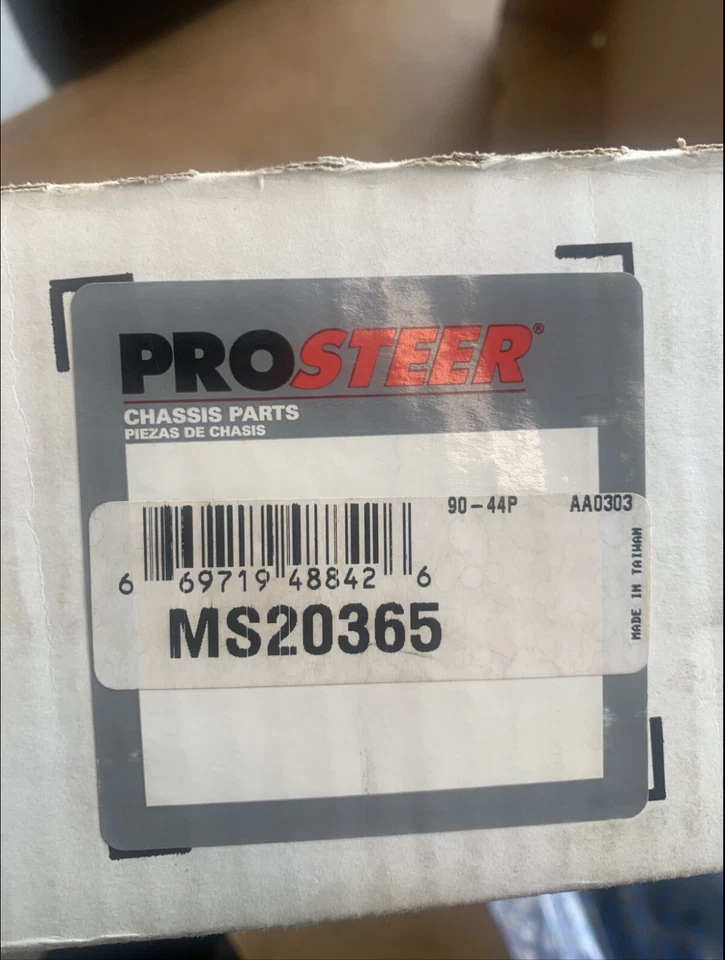 PROSTEER®
CHASSIS PARTS
PIEZAS DE CHASIS
90-44P AA0303
6 69719 48842 6
MS20365
MADE IN TAIWAN